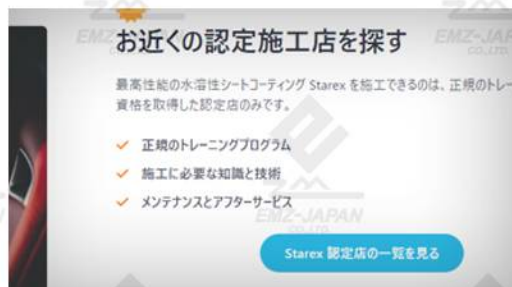 お近くの認定施工店を探す
最高性能の水溶性シートコーティング Starex を施工できるのは、正規のトレー
資格を取得した認定店のみです。
正規のトレーニングプログラム
施工に必要な知識と技術
メンテナンスとアフターサービス
EMZ-JAPAN
CO.,LTD.
Starex 認定店の一覧を見る